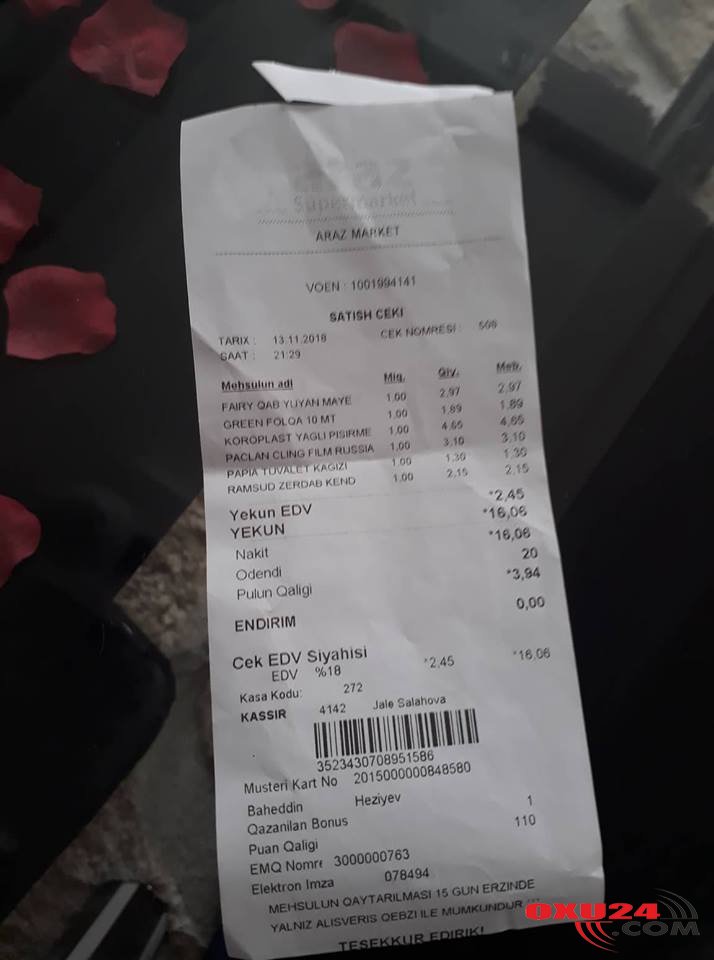 araz
Supermarket
ARAZ MARKET
VOEN : 1001994141
SATISH CEKI
TARIX : 13.11.2018 CEK NOMRESI : 508
SAAT : 21:29
Mehsulun adi Miq. Qiy. Meb.
FAIRY QAB YUYAN MAYE 1,00 2,97 2,97
GREEN FOLQA 10 MT 1,00 1,89 1,89
KOROPLAST YAGLI PISIRME 1,00 4,65 4,65
PACLAN CLING FILM RUSSIA 1,00 3,10 3,10
PAPIA TUVALET KAGIZI 1,00 1,30 1,30
RAMSUD ZERDAB KEND 1,00 2,15 2,15
Yekun EDV *2,45
YEKUN *16,06
Nakit *16,06
Odendi 20
Pulun Qaligi *3,94
ENDIRIM 0,00
Cek EDV Siyahisi
EDV %18 *2,45 *16,06
Kasa Kodu: 272
KASSIR 4142 Jale Salahova
3523430708951586
Musteri Kart No 2015000000848580
Baheddin Heziyev
Qazanilan Bonus 1
Puan Qaligi 110
EMQ Nomre 3000000763
Elektron Imza 078494
MEHSULUN QAYTARILMASI 15 GUN ERZINDE
YALNIZ ALISVERIS QEBZI ILE MUMKUNDUR !!!
TESEKKUR EDIRIK!
OXU24
.COM